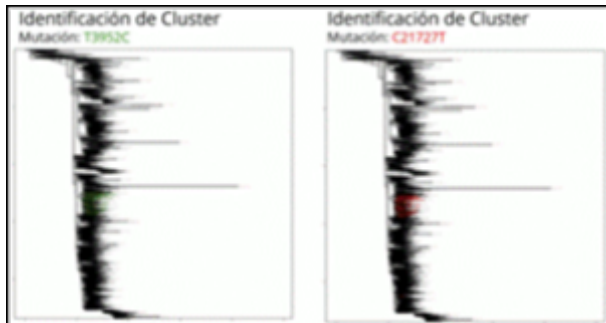 Identificación de Cluster
Mutación: T3952C
Identificación de Cluster
Mutación: C21727T